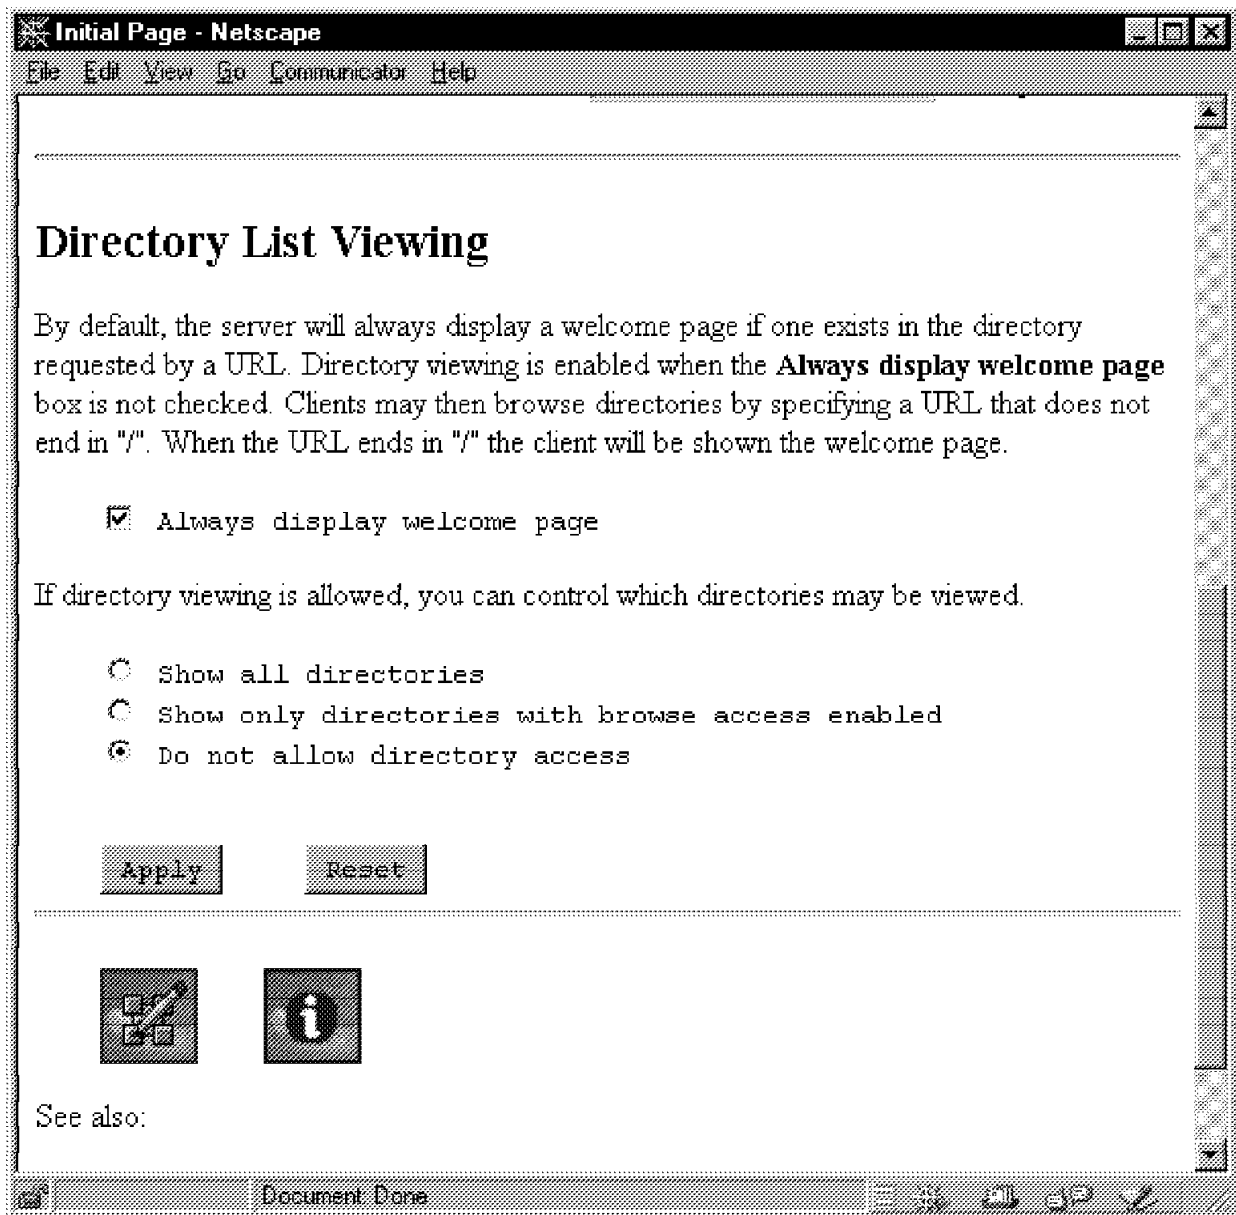 Initial Page - Netscape
File Edit View Go Communicator Help
Directory List Viewing
By default, the server will always display a welcome page if one exists in the directory
requested by a URL. Directory viewing is enabled when the Always display welcome page
box is not checked. Clients may then browse directories by specifying a URL that does not
end in "/". When the URL ends in "/" the client will be shown the welcome page.
Always display welcome page
If directory viewing is allowed, you can control which directories may be viewed.
Show all directories
Show only directories with browse access enabled
Do not allow directory access
Apply Reset
See also:
Document: Done